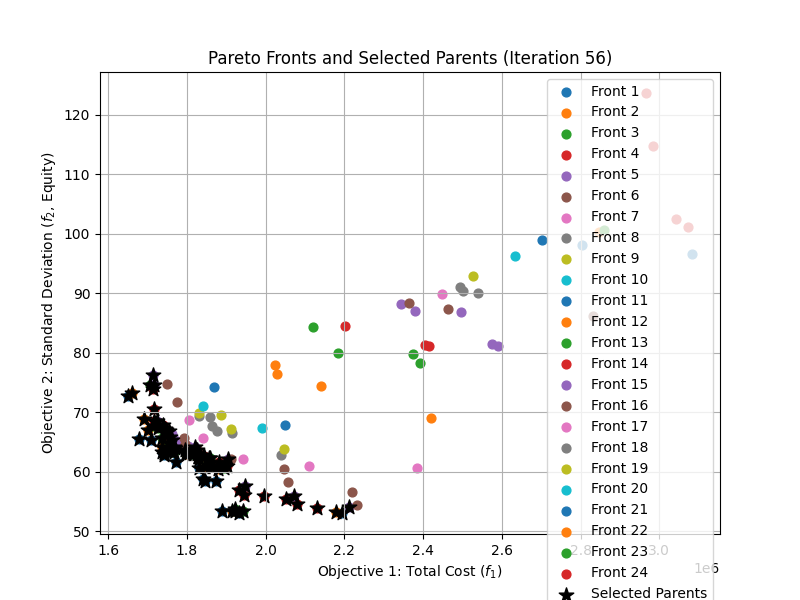 Pareto Fronts and Selected Parents (Iteration 56)
Objective 2: Standard Deviation (f₂, Equity)
120
110
100
90
80
70
60
50
1.6 1.8 2.0 2.2 2.4 2.6 2.8 3.0
1e6
Objective 1: Total Cost (f₁)
Front 1
Front 2
Front 3
Front 4
Front 5
Front 6
Front 7
Front 8
Front 9
Front 10
Front 11
Front 12
Front 13
Front 14
Front 15
Front 16
Front 17
Front 18
Front 19
Front 20
Front 21
Front 22
Front 23
Front 24
Selected Parents